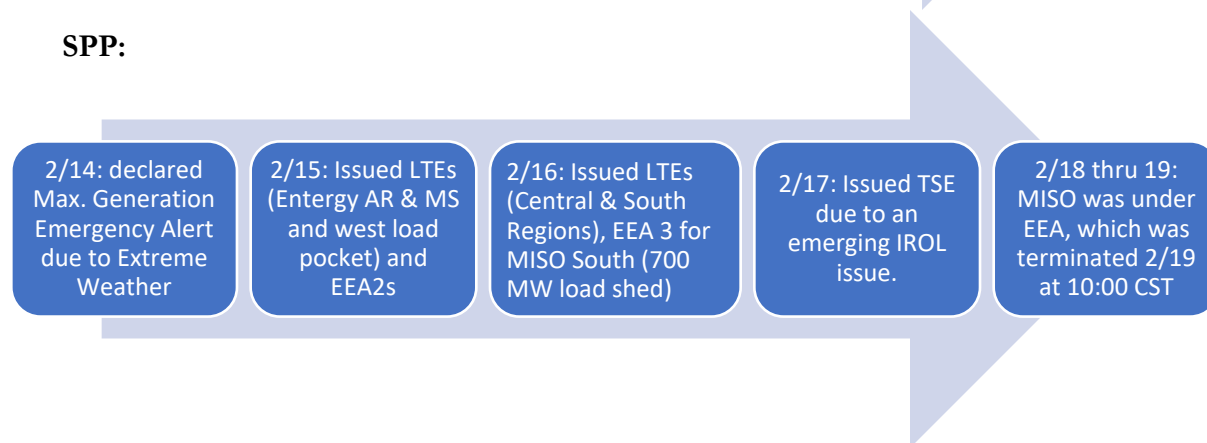 SPP:
2/14: declared
Max. Generation
Emergency Alert
due to Extreme
Weather
2/15: Issued LTEs
(Entergy AR & MS
and west load
pocket) and
EEA2s
2/16: Issued LTEs
(Central & South
Regions), EEA 3 for
MISO South (700
MW load shed)
2/17: Issued TSE
due to an
emerging IROL
issue.
2/18 thru 19:
MISO was under
EEA, which was
terminated 2/19
at 10:00 CST